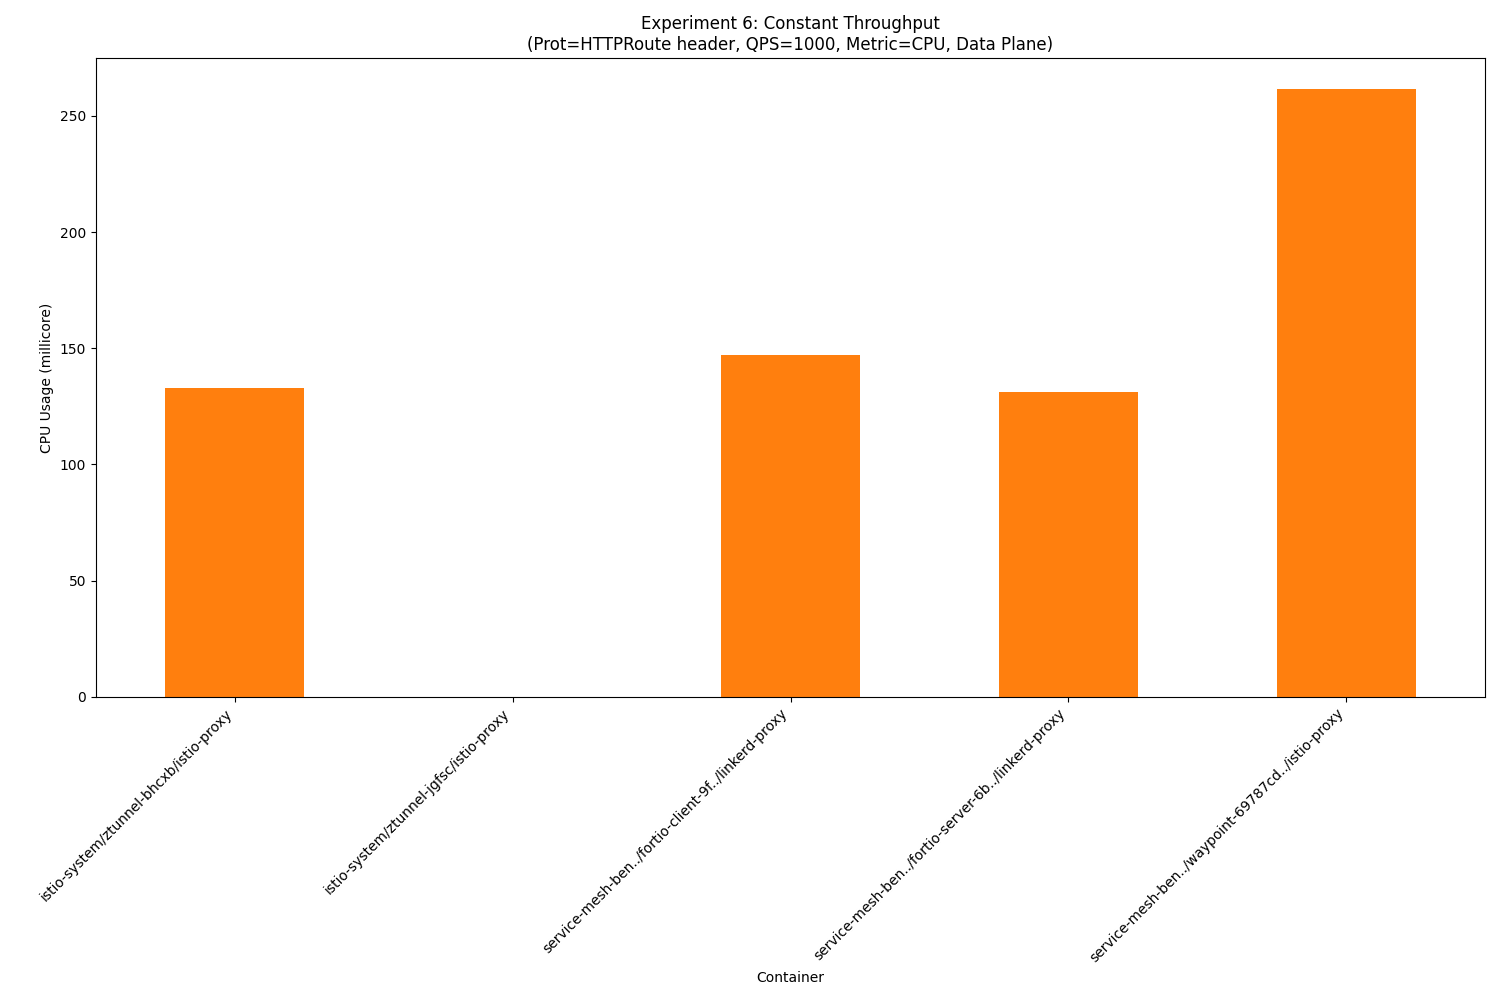 Experiment 6: Constant Throughput
(Prot=HTTPRoute header, QPS=1000, Metric=CPU, Data Plane)
CPU Usage (millicore)
250
200
150
100
50
0
istio-system/ztunnel-bhcxb/istio-proxy
istio-system/ztunnel-jgfsc/istio-proxy
service-mesh-ben../fortio-client-9f../linkerd-proxy
service-mesh-ben../fortio-server-6b../linkerd-proxy
service-mesh-ben../waypoint-69787cd../istio-proxy
Container